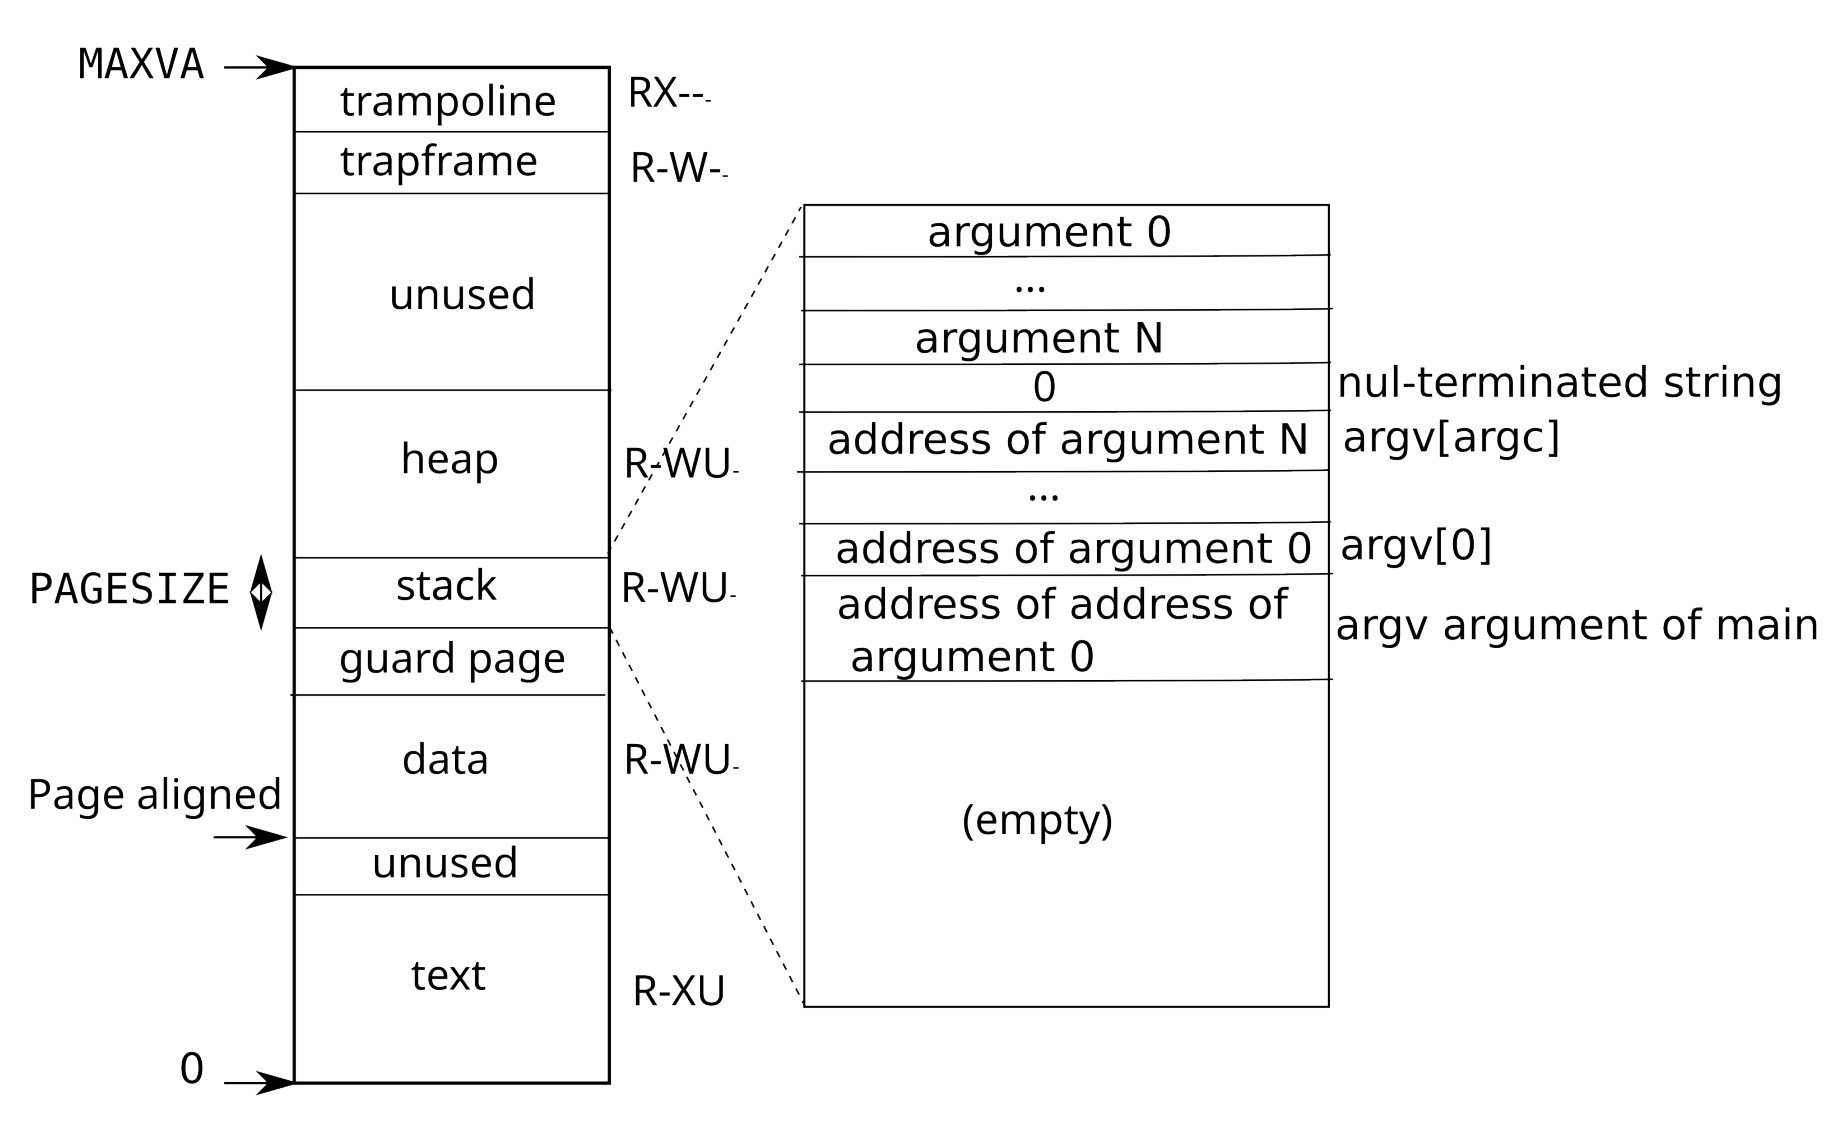 MAXVA
trampoline
RX---
trapframe
R-W--
unused
heap
R-WU-
PAGESIZE
stack
R-WU-
guard page
data
R-WU-
Page aligned
unused
text
R-XU
0
argument 0
...
argument N
0
nul-terminated string
address of argument N
argv[argc]
...
address of argument 0
argv[0]
address of address of
argument 0
argv argument of main
(empty)